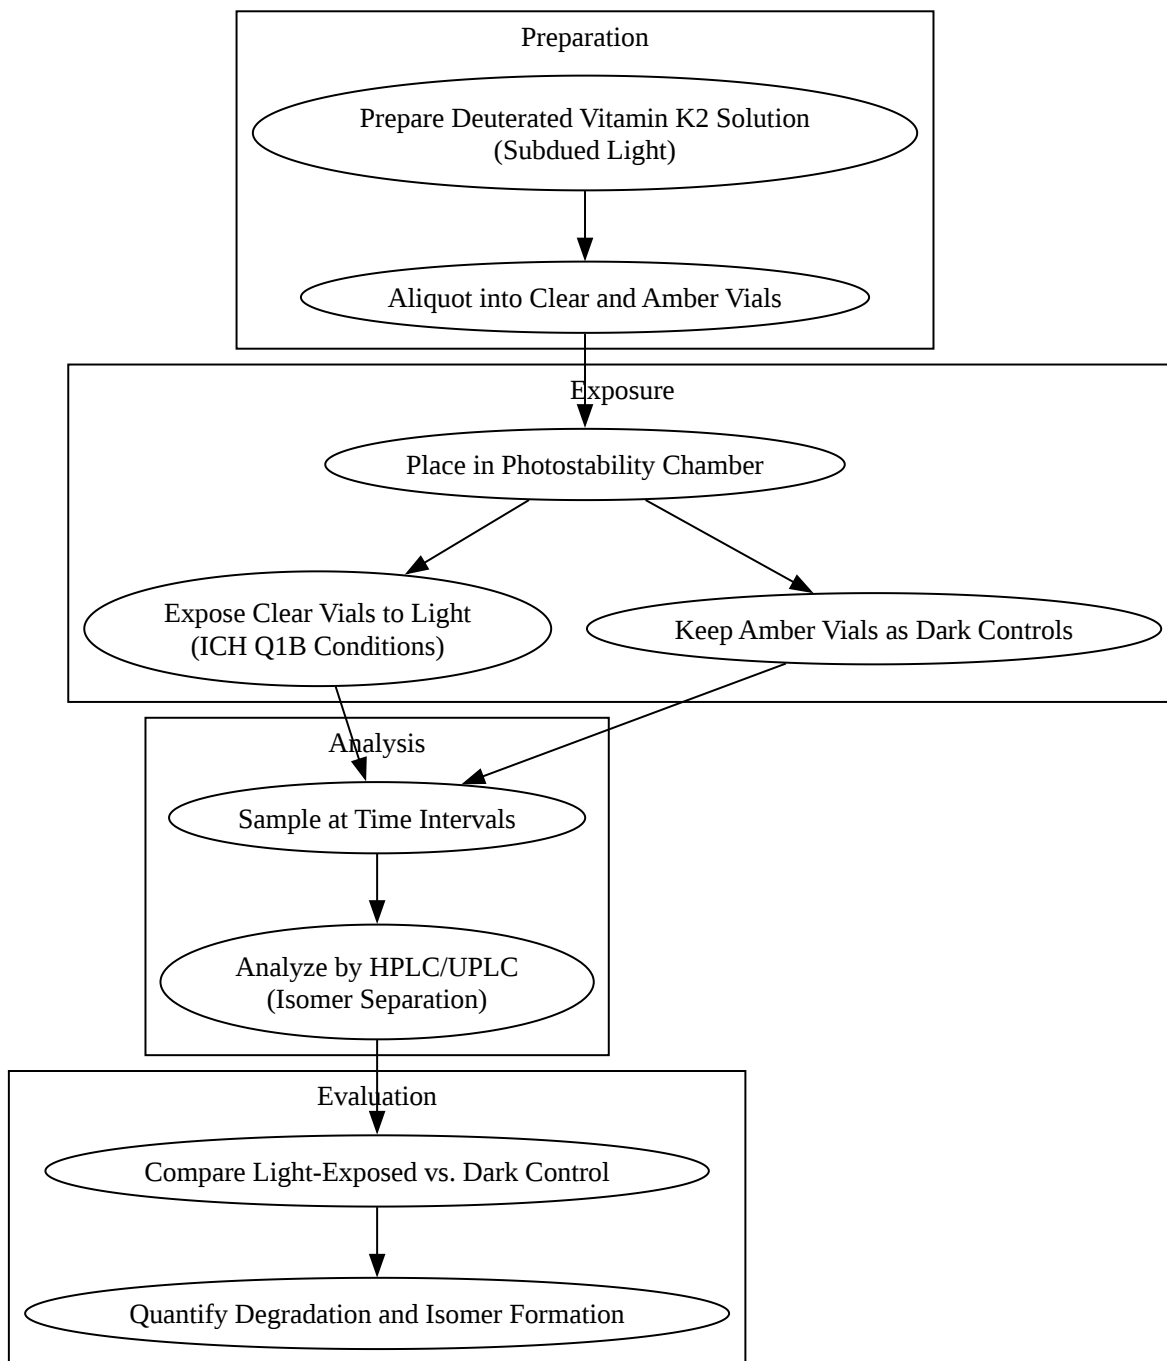 Preparation
Prepare Deuterated Vitamin K2 Solution
(Subdued Light)
Aliquot into Clear and Amber Vials
Exposure
Place in Photostability Chamber
Expose Clear Vials to Light
(ICH Q1B Conditions)
Keep Amber Vials as Dark Controls
Analysis
Sample at Time Intervals
Analyze by HPLC/UPLC
(Isomer Separation)
Evaluation
Compare Light-Exposed vs. Dark Control
Quantify Degradation and Isomer Formation